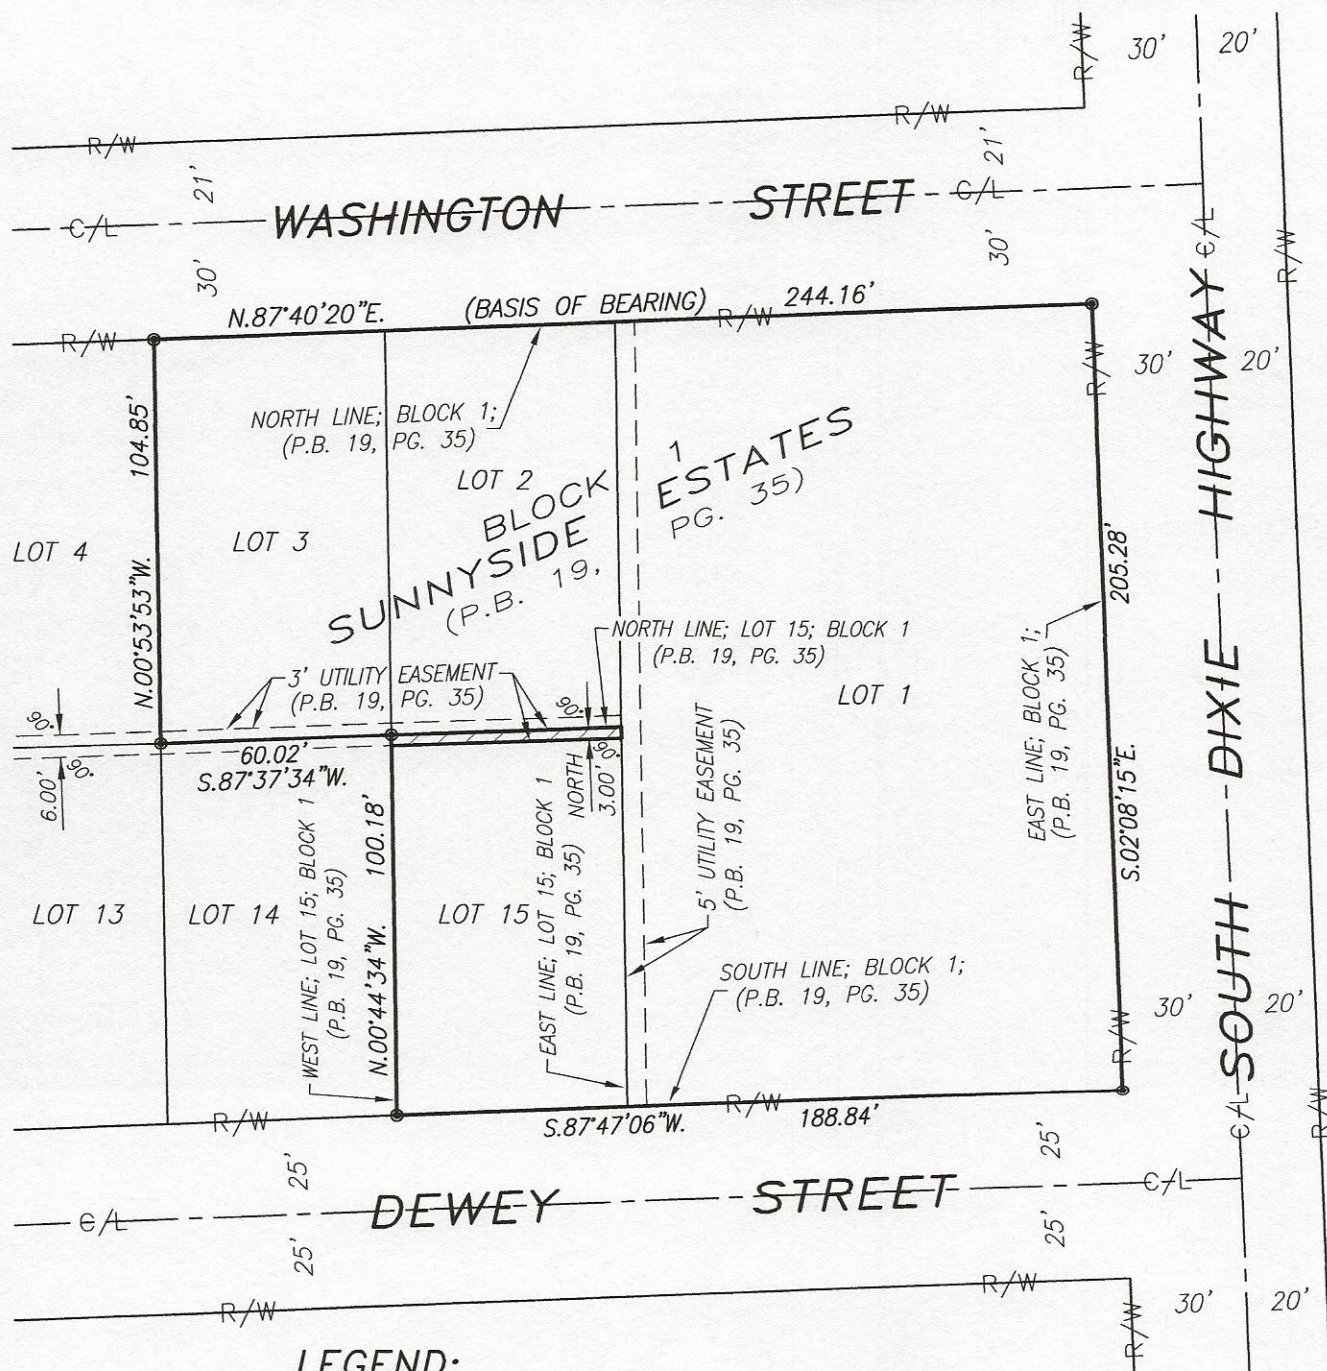 R/W
30'
20'
R/W
R/W
21'
21'
C/L
WASHINGTON STREET
C/L
30'
30'
C/L
R/W
N.87°40'20"E.
(BASIS OF BEARING)
R/W
244.16'
R/W
R/W
30'
20'
104.85'
N.00°53'53"W.
NORTH LINE; BLOCK 1;
(P.B. 19, PG. 35)
LOT 2
BLOCK 1
SUNNYSIDE ESTATES
(P.B. 19, PG. 35)
LOT 4
LOT 3
205.28'
S.02°08'15"E.
EAST LINE; BLOCK 1;
(P.B. 19, PG. 35)
SOUTH DIXIE HIGHWAY
NORTH LINE; LOT 15; BLOCK 1
(P.B. 19, PG. 35)
3' UTILITY EASEMENT
(P.B. 19, PG. 35)
LOT 1
90°
90°
90°
90°
6.00'
60.02'
S.87°37'34"W.
NORTH
3.00'
5' UTILITY EASEMENT
(P.B. 19, PG. 35)
WEST LINE; LOT 15; BLOCK 1
(P.B. 19, PG. 35)
100.18'
N.00°44'34"W.
EAST LINE; LOT 15; BLOCK 1
(P.B. 19, PG. 35)
LOT 13
LOT 14
LOT 15
SOUTH LINE; BLOCK 1;
(P.B. 19, PG. 35)
30'
20'
R/W
R/W
S.87°47'06"W.
R/W
188.84'
C/L
R/W
25'
25'
C/L
DEWEY STREET
C/L
25'
25'
R/W
R/W
R/W
30'
20'
LEGEND: